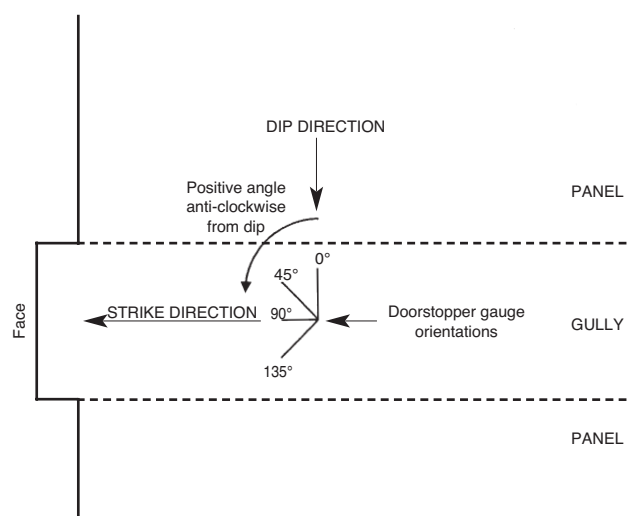 DIP DIRECTION
Positive angle
anti-clockwise
from dip
PANEL
0°
45°
STRIKE DIRECTION
90°
Doorstopper gauge
orientations
GULLY
Face
135°
PANEL